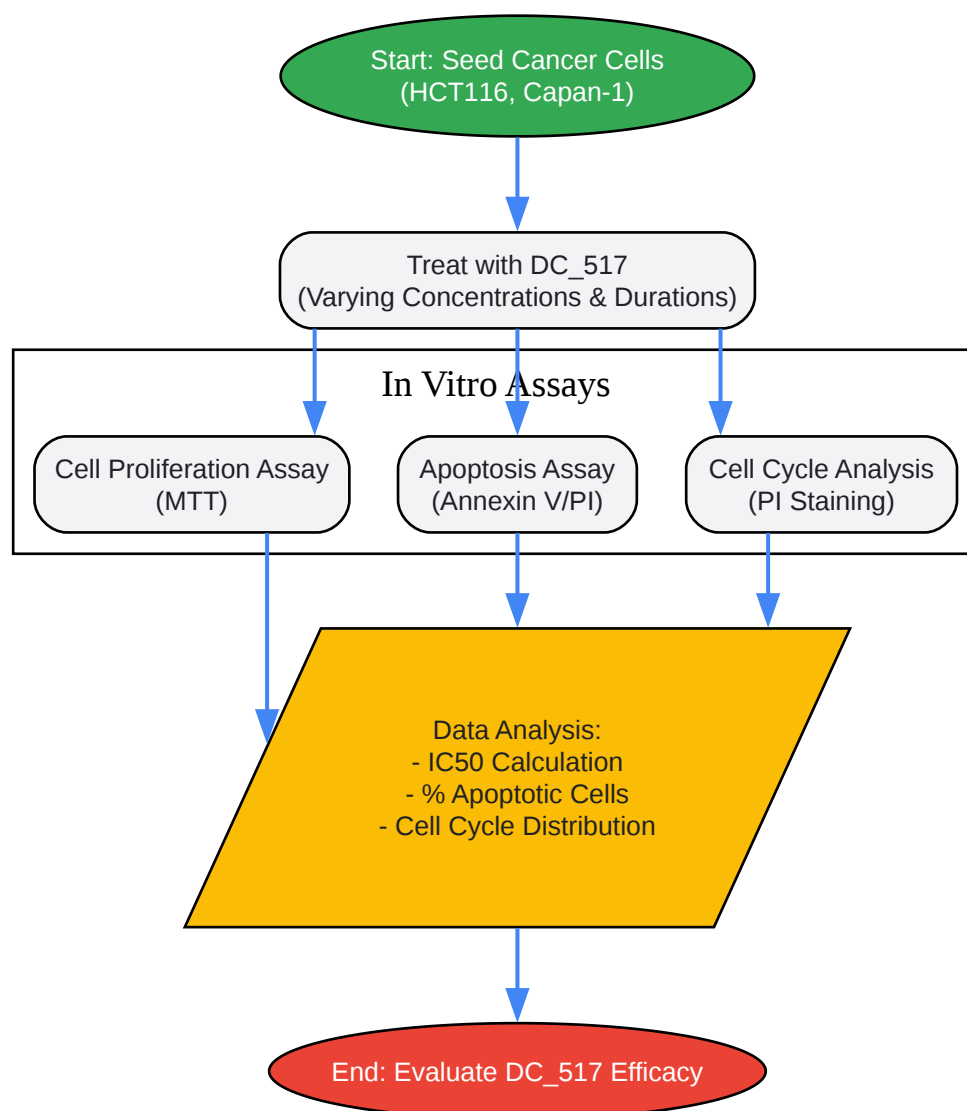 Start: Seed Cancer Cells
(HCT116, Capan-1)
Treat with DC_517
(Varying Concentrations & Durations)
In Vitro Assays
Cell Proliferation Assay
(MTT)
Apoptosis Assay
(Annexin V/PI)
Cell Cycle Analysis
(PI Staining)
Data Analysis:
- IC50 Calculation
- % Apoptotic Cells
- Cell Cycle Distribution
End: Evaluate DC_517 Efficacy